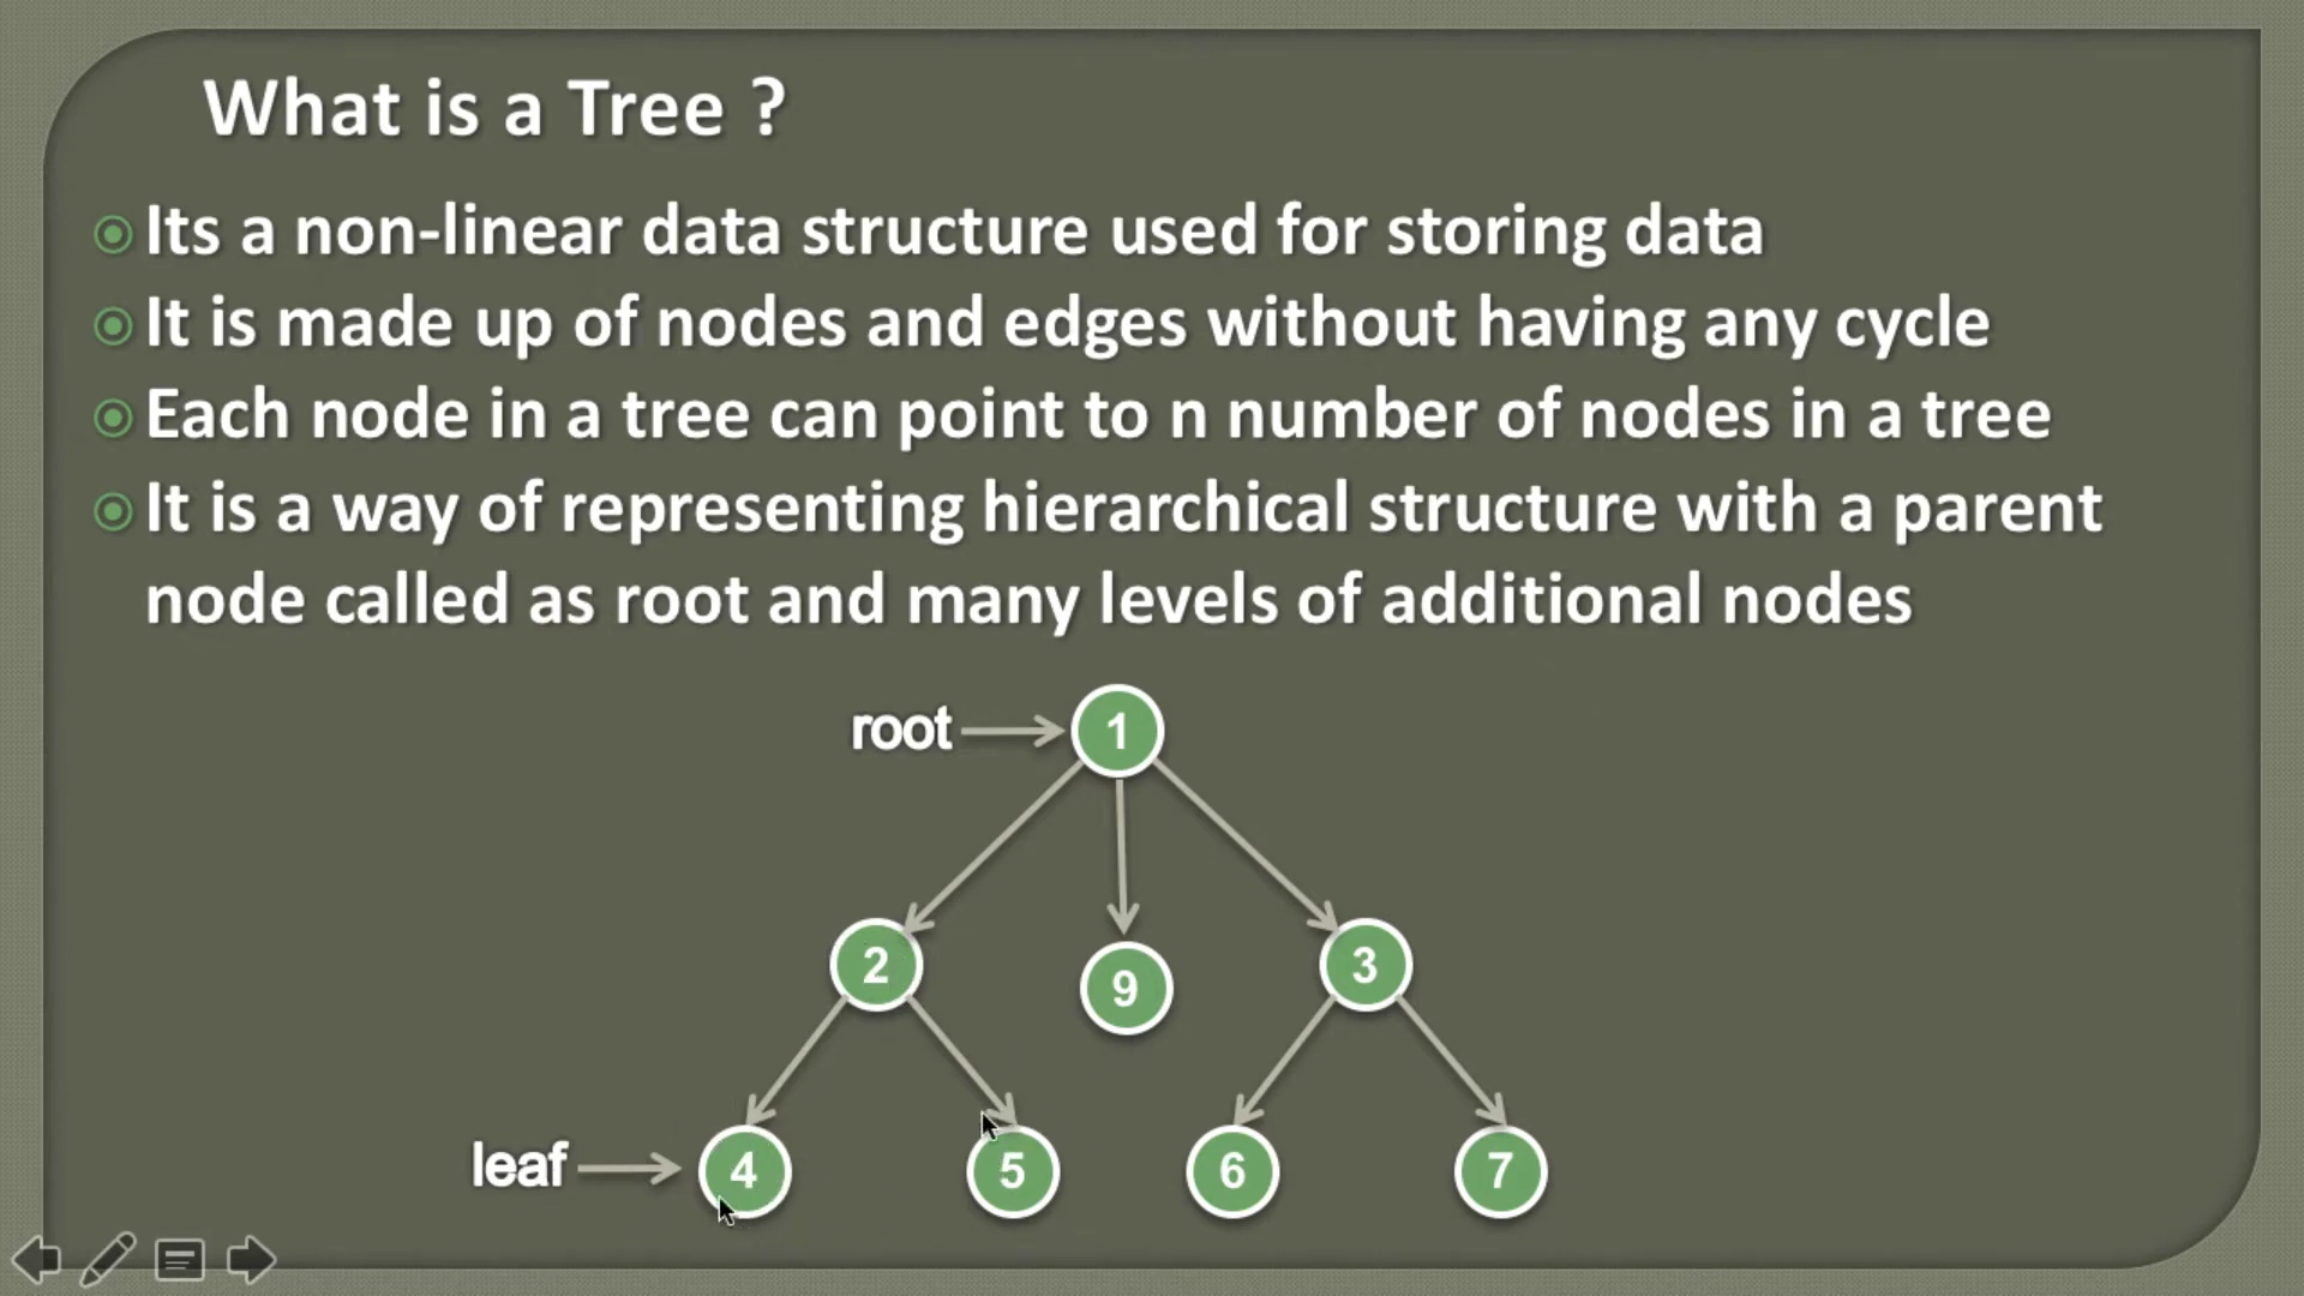 What is a Tree ?
Its a non-linear data structure used for storing data
It is made up of nodes and edges without having any cycle
Each node in a tree can point to n number of nodes in a tree
It is a way of representing hierarchical structure with a parent
node called as root and many levels of additional nodes
root
1
2
9
3
leaf
4
5
6
7